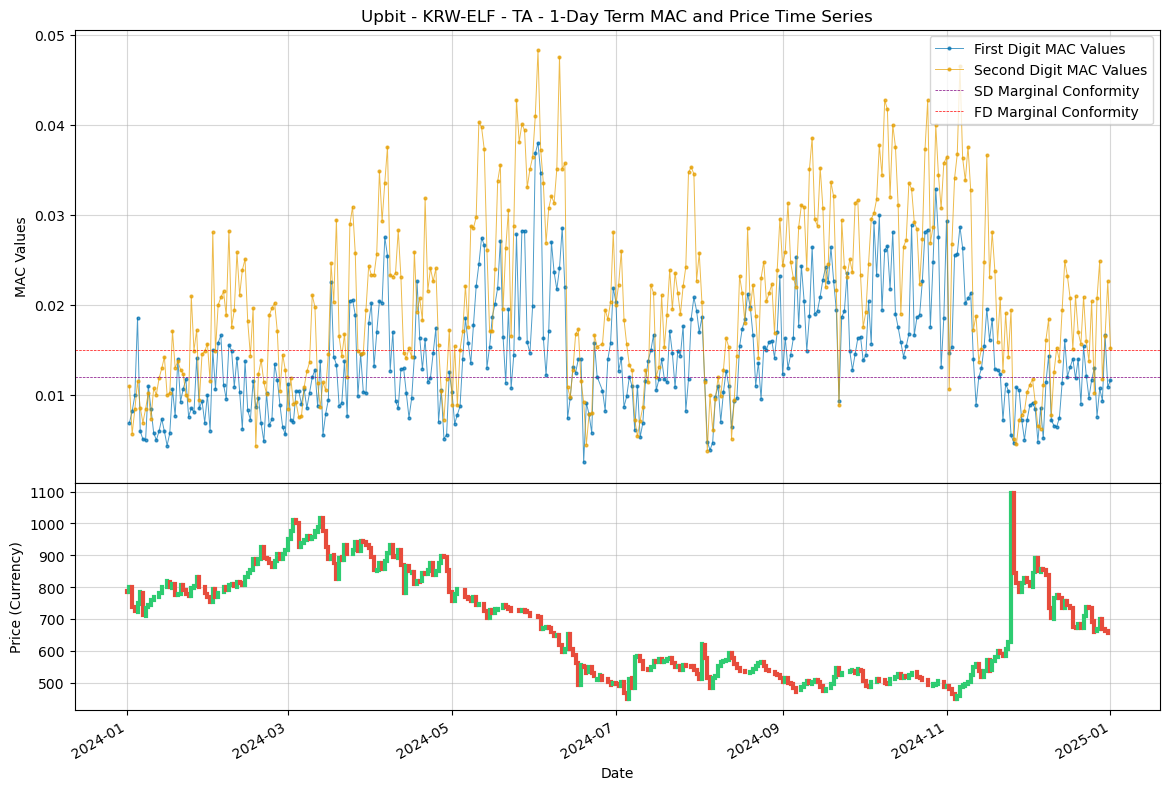 Upbit - KRW-ELF - TA - 1-Day Term MAC and Price Time Series
0.05
0.04
0.03
0.02
0.01
MAC Values
First Digit MAC Values
Second Digit MAC Values
SD Marginal Conformity
FD Marginal Conformity
1100
1000
900
800
700
600
500
Price (Currency)
2024-01
2024-03
2024-05
2024-07
2024-09
2024-11
2025-01
Date